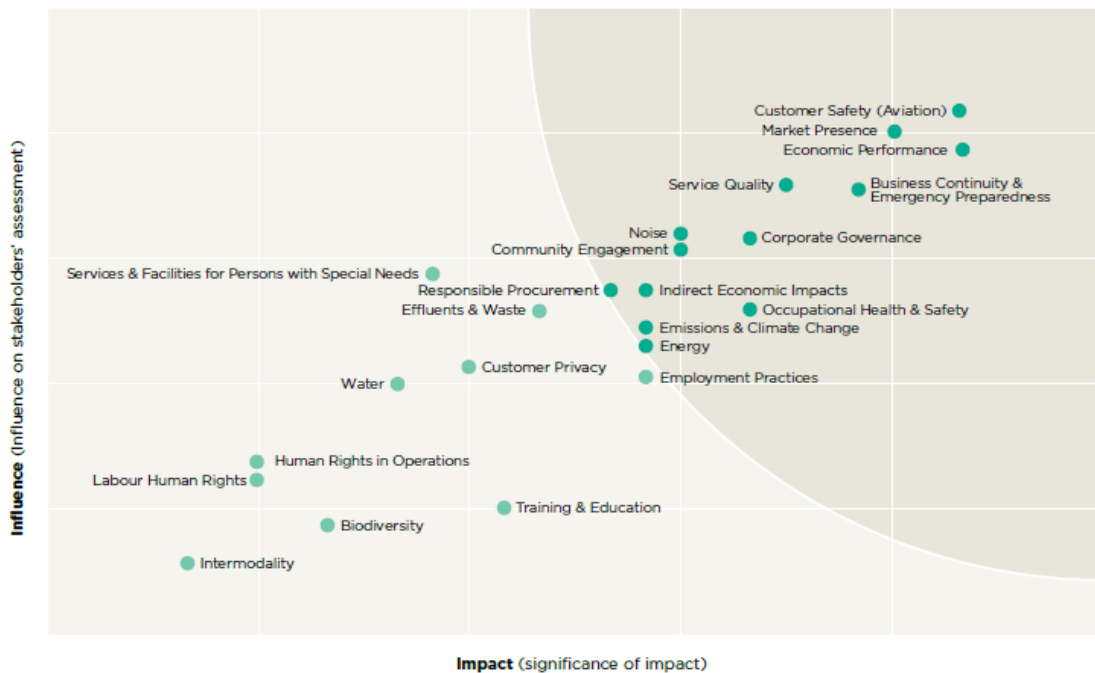 Influence (Influence on stakeholders' assessment)
Customer Safety (Aviation)
Market Presence
Economic Performance
Service Quality
Business Continuity &
Emergency Preparedness
Noise
Corporate Governance
Community Engagement
Services & Facilities for Persons with Special Needs
Responsible Procurement
Indirect Economic Impacts
Effluents & Waste
Occupational Health & Safety
Emissions & Climate Change
Energy
Customer Privacy
Employment Practices
Water
Human Rights in Operations
Labour Human Rights
Training & Education
Biodiversity
Intermodality
Impact (significance of impact)